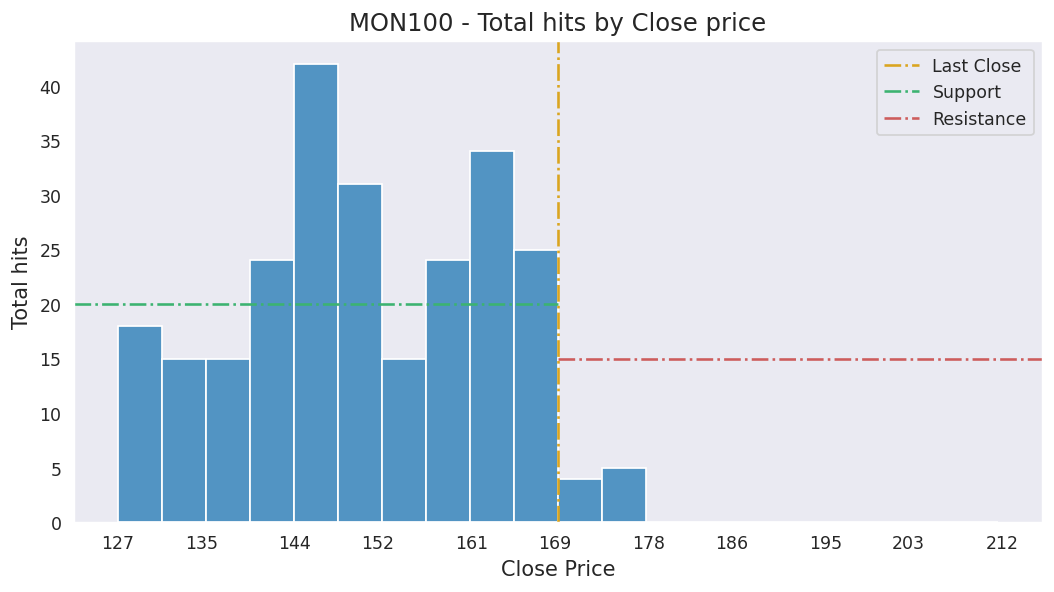 MON100 - Total hits by Close price
Last Close
Support
Resistance
40
35
30
25
20
15
10
5
0
Total hits
127 135 144 152 161 169 178 186 195 203 212
Close Price